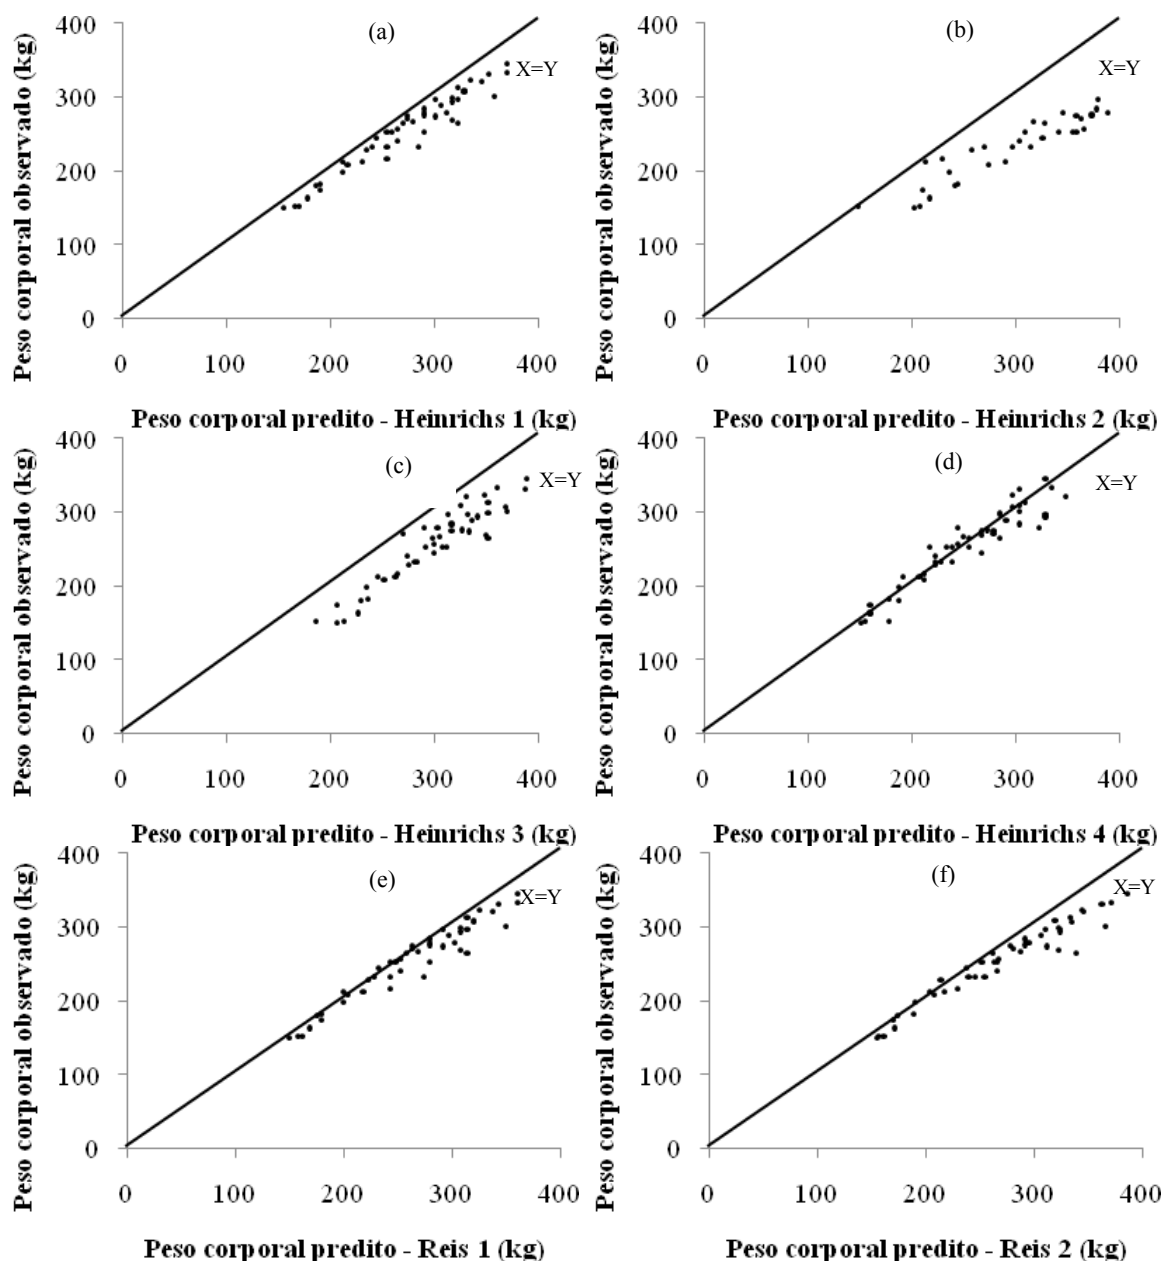 Peso corporal observado (kg)
400
300
200
100
0
(a)
X=Y
0
100
200
300
400
Peso corporal predito - Heinrichs 1 (kg)
Peso corporal observado (kg)
400
300
200
100
0
(b)
X=Y
0
100
200
300
400
Peso corporal predito - Heinrichs 2 (kg)
Peso corporal observado (kg)
400
300
200
100
0
(c)
X=Y
0
100
200
300
400
Peso corporal predito - Heinrichs 3 (kg)
Peso corporal observado (kg)
400
300
200
100
0
(d)
X=Y
0
100
200
300
400
Peso corporal predito - Heinrichs 4 (kg)
Peso corporal observado (kg)
400
300
200
100
0
(e)
X=Y
0
100
200
300
400
Peso corporal predito - Reis 1 (kg)
Peso corporal observado (kg)
400
300
200
100
0
(f)
X=Y
0
100
200
300
400
Peso corporal predito - Reis 2 (kg)